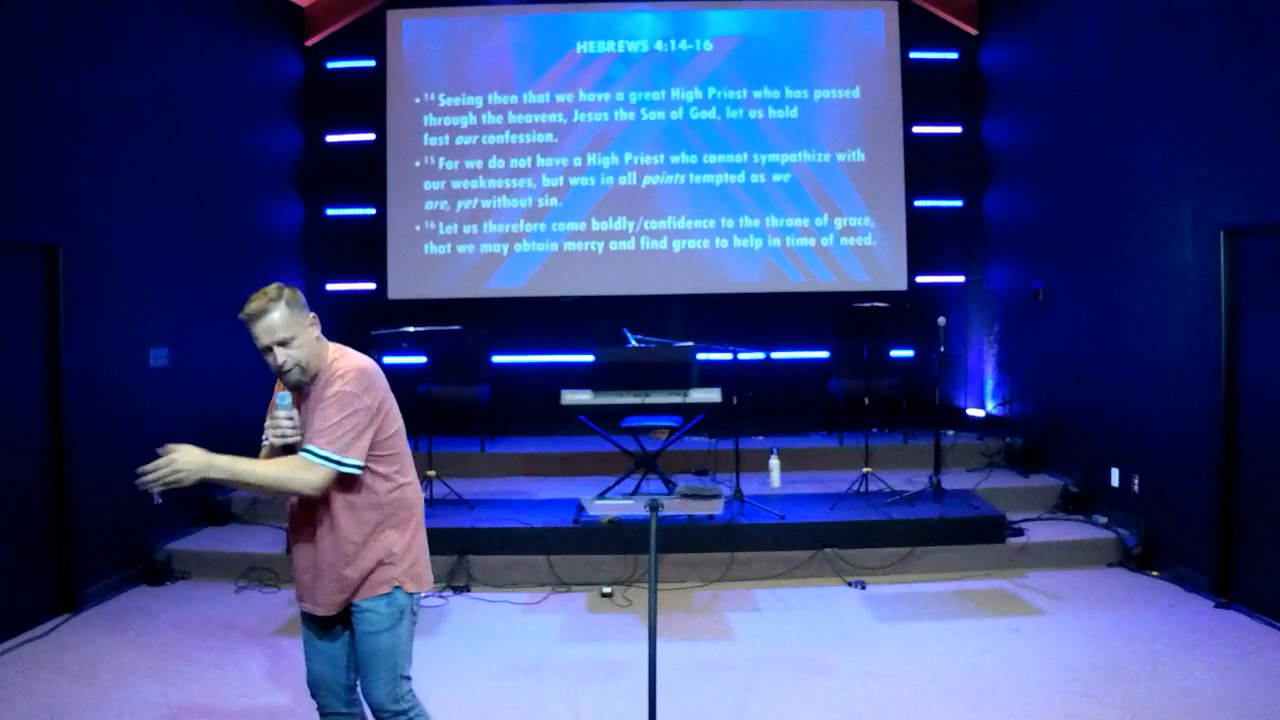 HEBREWS 4:14-16
• 14 Seeing then that we have a great High Priest who has passed
through the heavens, Jesus the Son of God, let us hold
fast our confession.
• 15 For we do not have a High Priest who cannot sympathize with
our weaknesses, but was in all points tempted as we
are, yet without sin.
• 16 Let us therefore come boldly/confidence to the throne of grace,
that we may obtain mercy and find grace to help in time of need.